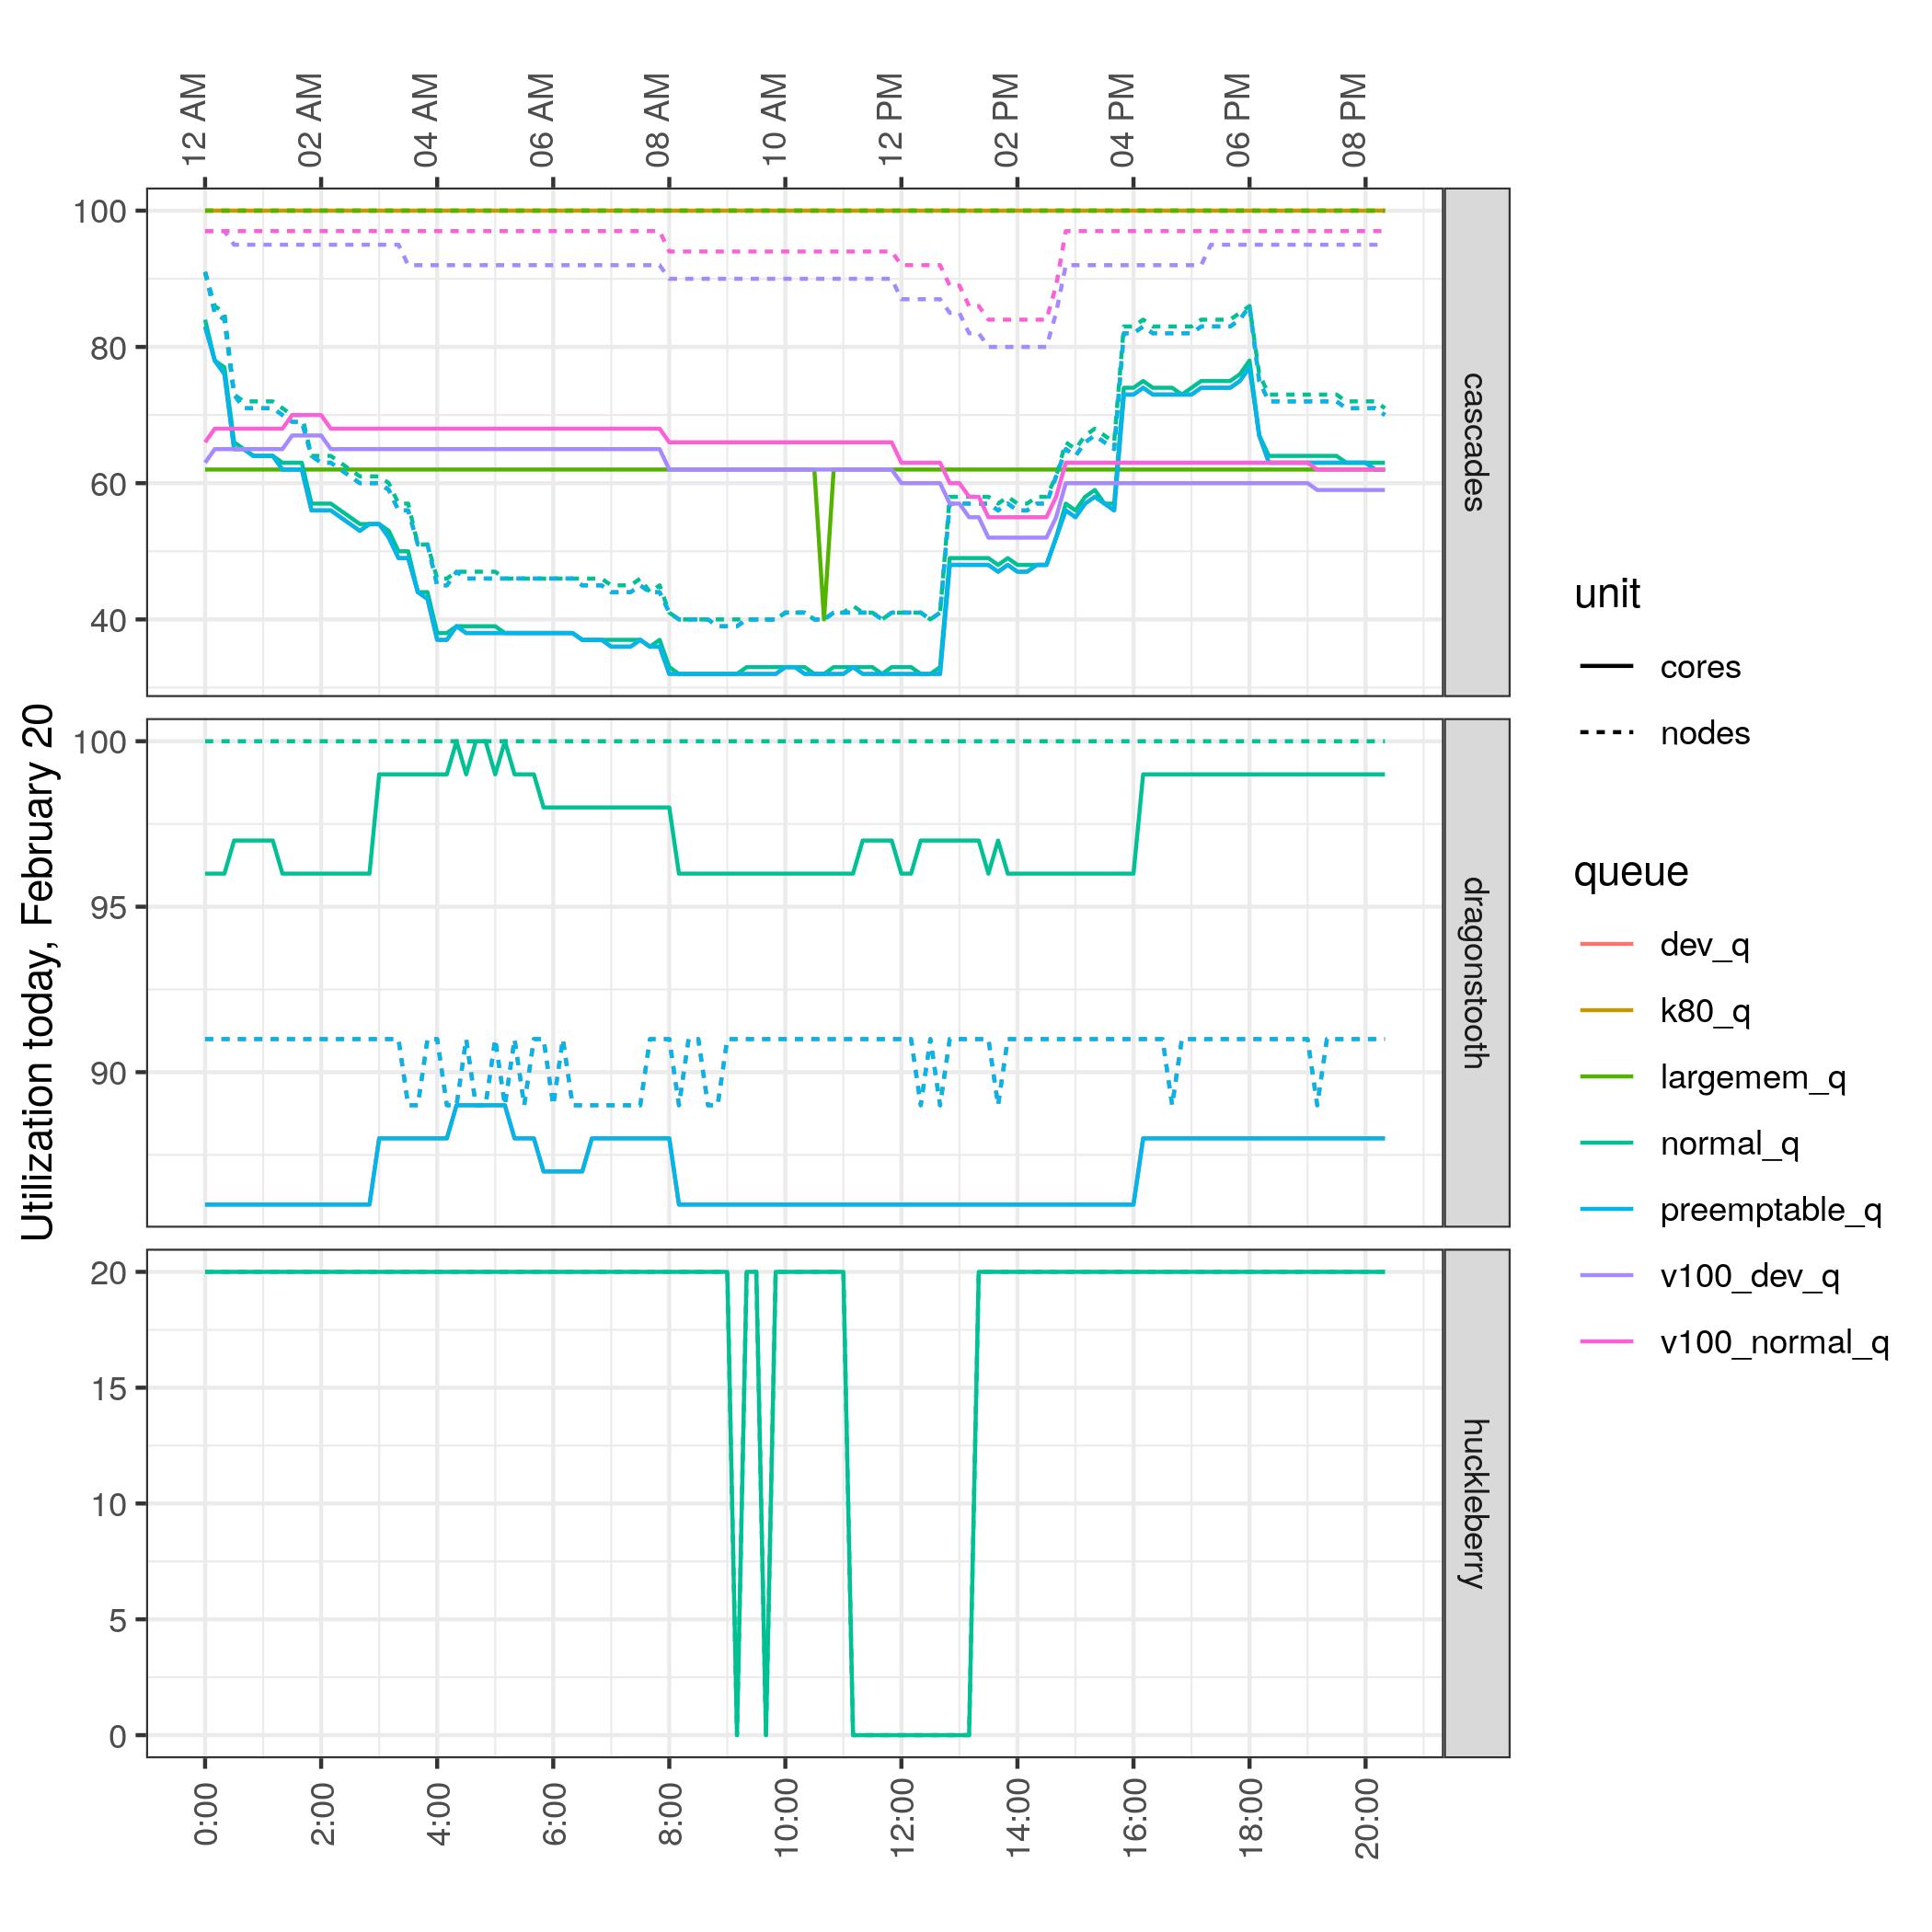 12 AM
02 AM
04 AM
06 AM
08 AM
10 AM
12 PM
02 PM
04 PM
06 PM
08 PM
Utilization today, February 20
100
80
60
40
cascades
100
95
90
dragonstooth
20
15
10
5
0
huckleberry
0:00
2:00
4:00
6:00
8:00
10:00
12:00
14:00
16:00
18:00
20:00
unit
cores
nodes
queue
dev_q
k80_q
largemem_q
normal_q
preemptable_q
v100_dev_q
v100_normal_q